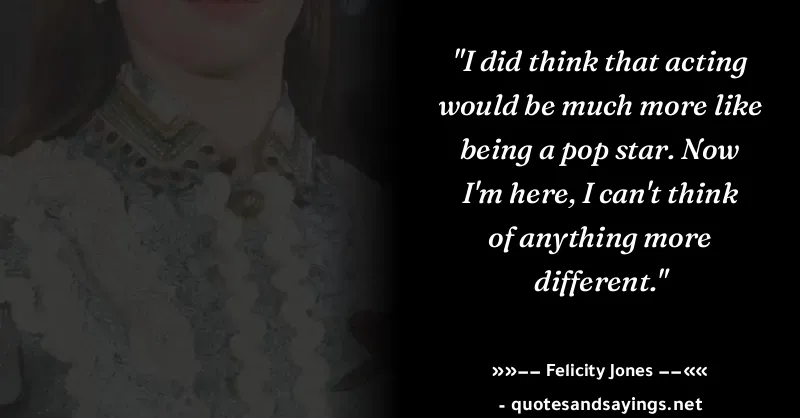 "I did think that acting
would be much more like
being a pop star. Now
I'm here, I can't think
of anything more
different."
»»−− Felicity Jones −−««
- quotesandsayings.net